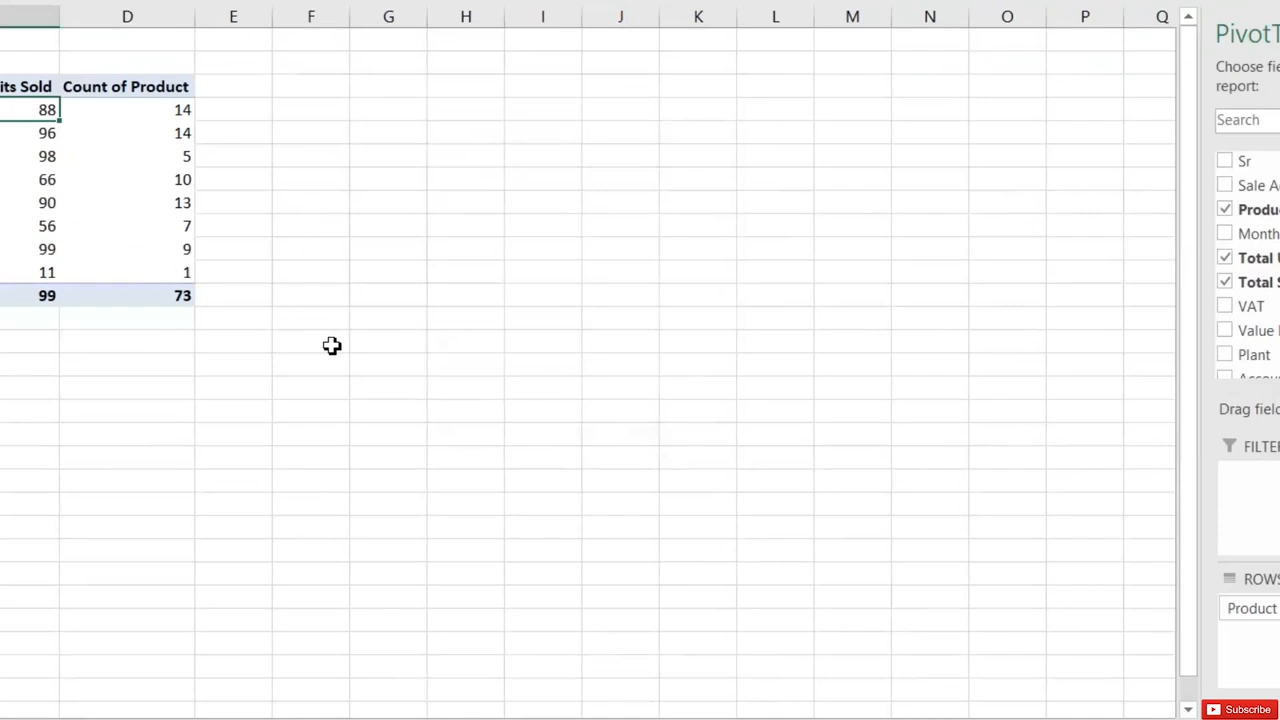 D E F G H I J K L M N O P Q
its Sold Count of Product
88 14
96 14
98 5
66 10
90 13
56 7
99 9
11 1
99 73
PivotT
Choose fie
report:
Search
Sr
Sale A
Produ
Month
Total U
Total S
VAT
Value
Plant
Drag field
FILTER
ROWS
Product
Subscribe